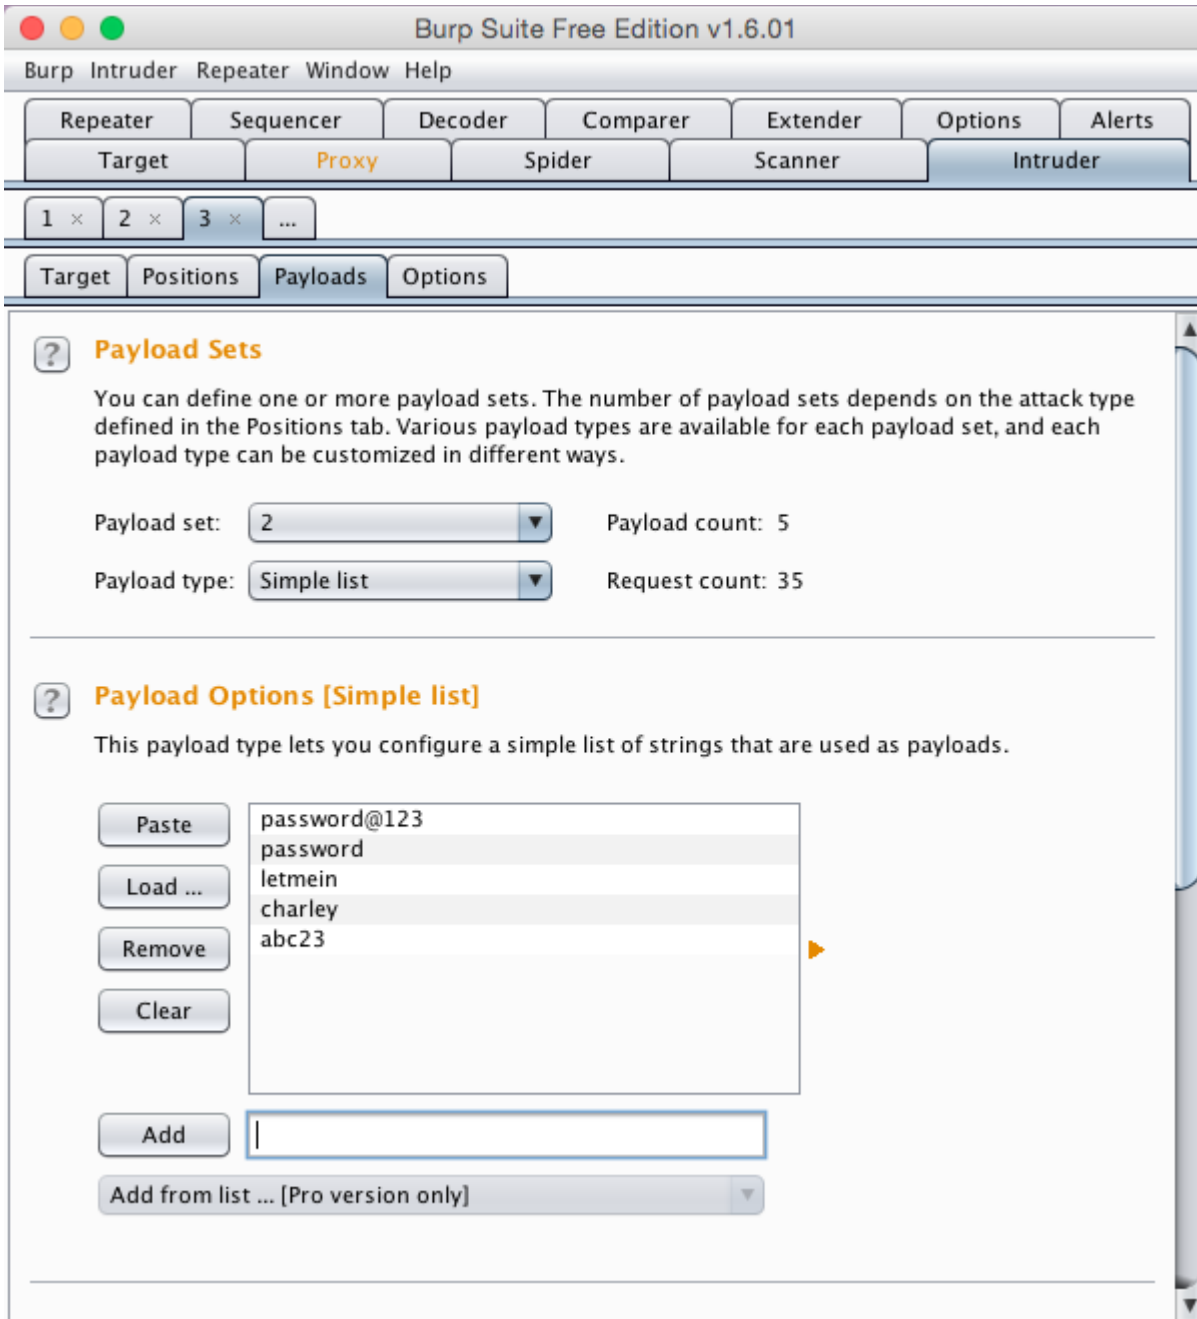 Burp Suite Free Edition v1.6.01
Burp Intruder Repeater Window Help
Repeater Sequencer Decoder Comparer Extender Options Alerts
Target Proxy Spider Scanner Intruder
1 × 2 × 3 × ...
Target Positions Payloads Options
? Payload Sets
You can define one or more payload sets. The number of payload sets depends on the attack type
defined in the Positions tab. Various payload types are available for each payload set, and each
payload type can be customized in different ways.
Payload set: 2 Payload count: 5
Payload type: Simple list Request count: 35
? Payload Options [Simple list]
This payload type lets you configure a simple list of strings that are used as payloads.
Paste
Load ...
Remove
Clear
password@123
password
letmein
charley
abc23
Add
Add from list ... [Pro version only]